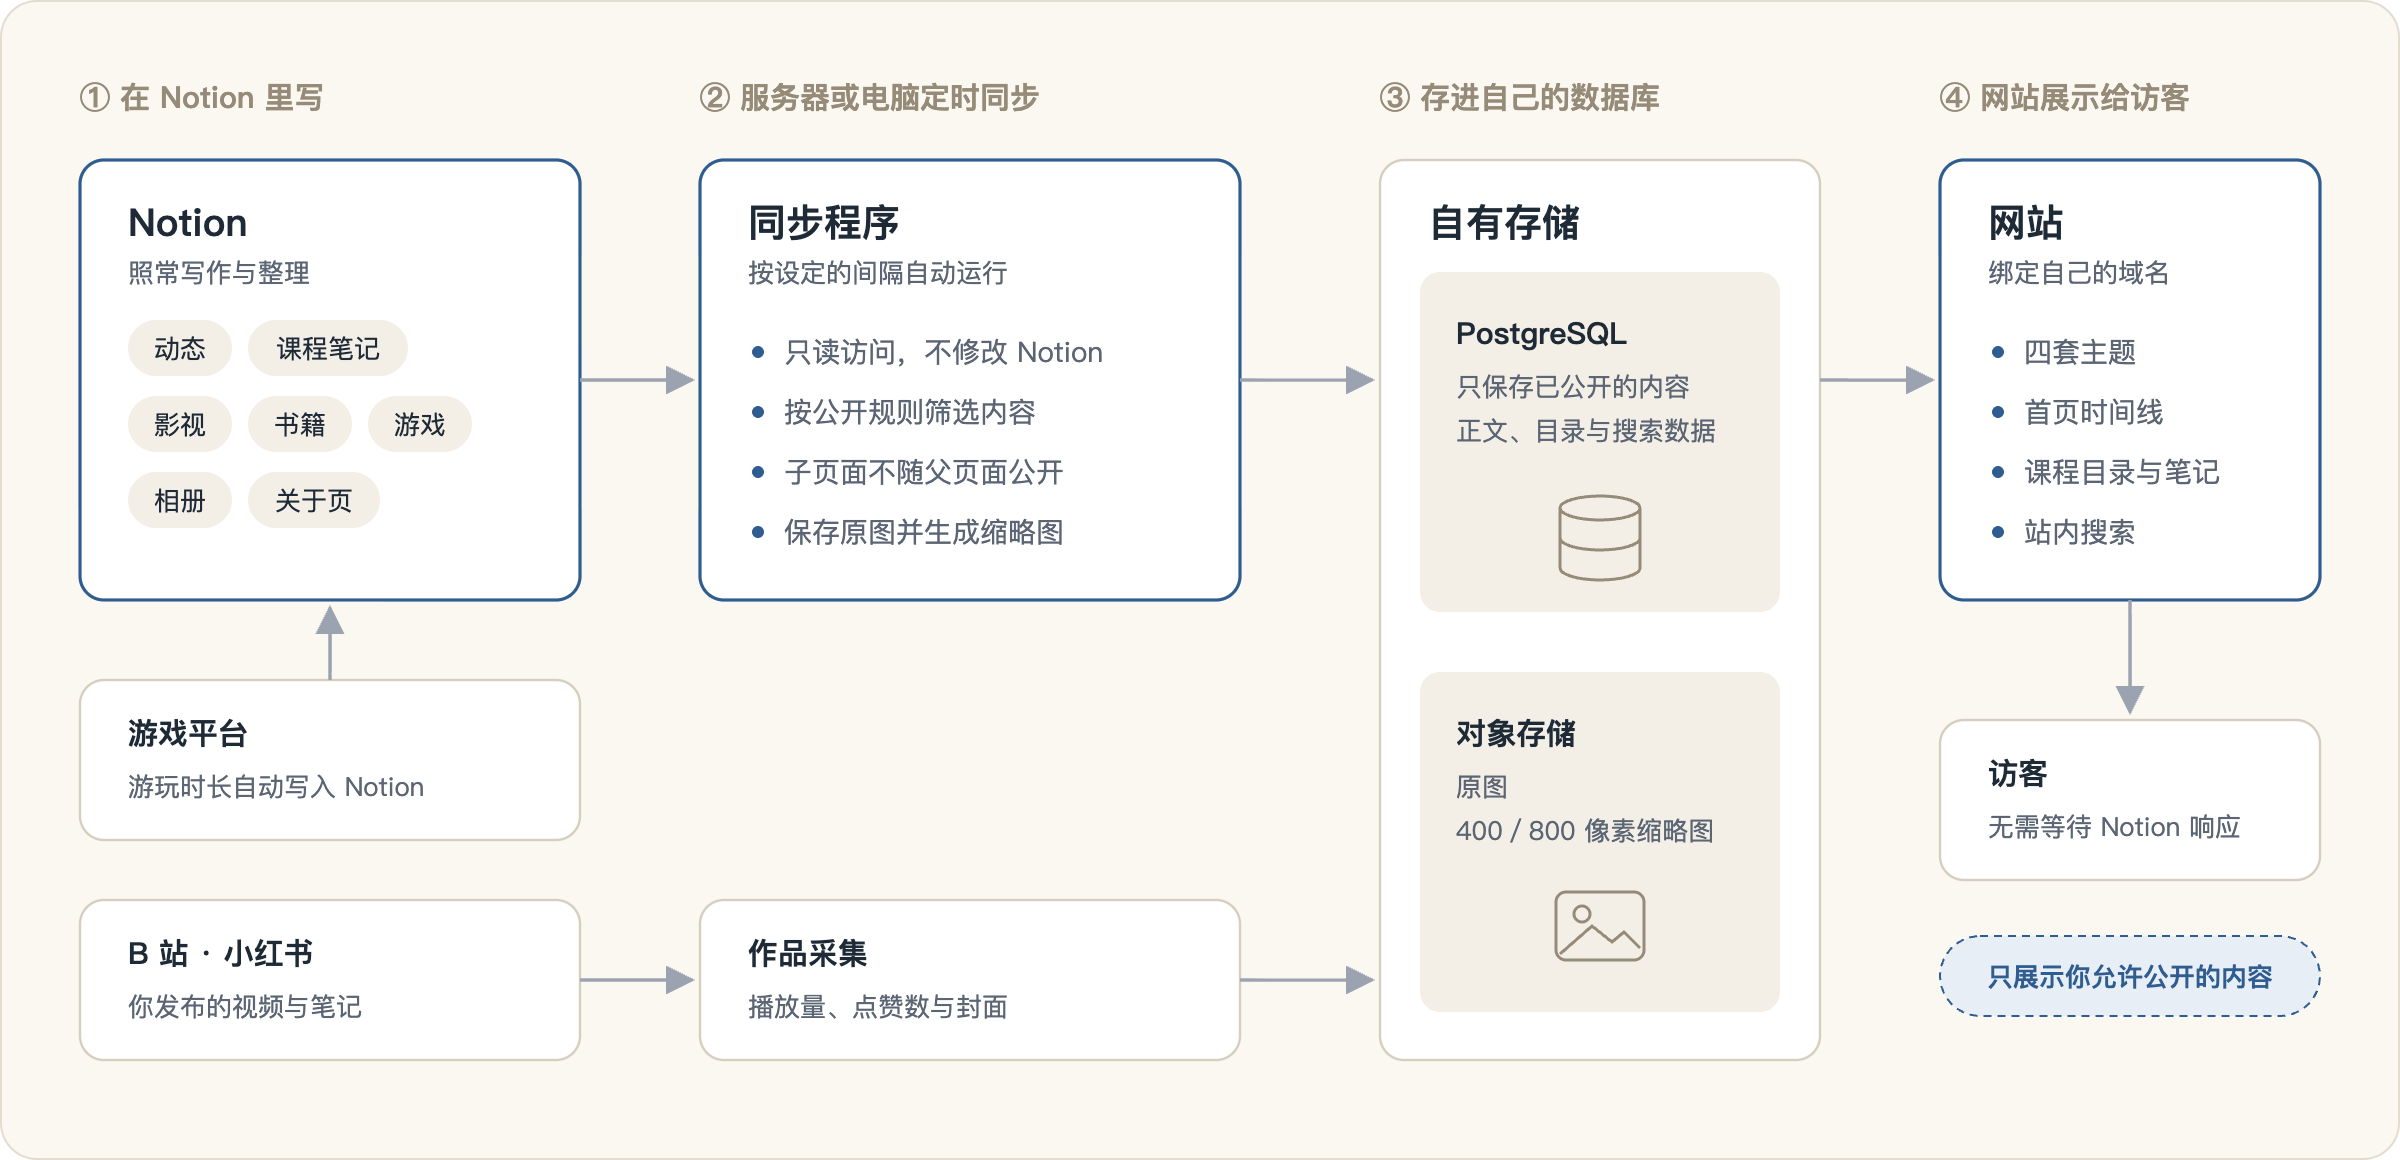 ① 在 Notion 里写
Notion
照常写作与整理
动态
课程笔记
影视
书籍
游戏
相册
关于页
游戏平台
游玩时长自动写入 Notion
B 站 · 小红书
你发布的视频与笔记
② 服务器或电脑定时同步
同步程序
按设定的间隔自动运行
只读访问，不修改 Notion
按公开规则筛选内容
子页面不随父页面公开
保存原图并生成缩略图
作品采集
播放量、点赞数与封面
③ 存进自己的数据库
自有存储
PostgreSQL
只保存已公开的内容
正文、目录与搜索数据
对象存储
原图
400 / 800 像素缩略图
④ 网站展示给访客
网站
绑定自己的域名
四套主题
首页时间线
课程目录与笔记
站内搜索
访客
无需等待 Notion 响应
只展示你允许公开的内容